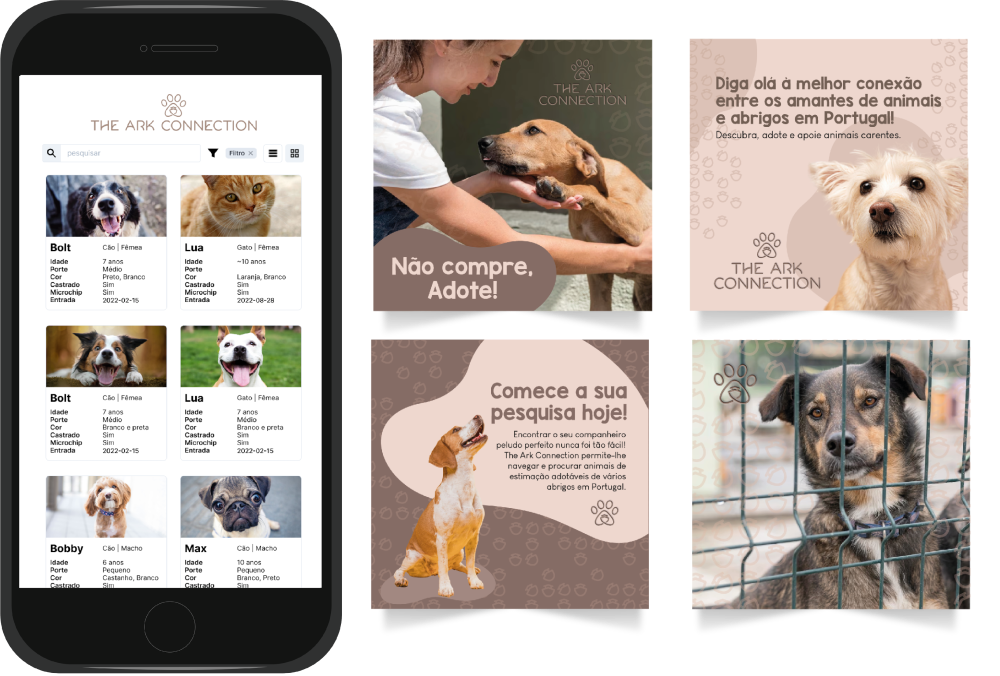 THE ARK CONNECTION
pesquisar
Filtro ×
Bolt Cão | Fêmea
Idade 7 anos
Porte Médio
Cor Preto, Branco
Castrado Sim
Microchip Sim
Entrada 2022-02-15
Lua Gato | Fêmea
Idade ~10 anos
Porte
Cor Laranja, Branco
Castrado Sim
Microchip Sim
Entrada 2022-08-28
Bolt Cão | Fêmea
Idade 7 anos
Porte Médio
Cor Branco e preta
Castrado Sim
Microchip Sim
Entrada 2022-02-15
Lua Cão | Fêmea
Idade 7 anos
Porte Médio
Cor Branco e preta
Castrado Sim
Microchip Sim
Entrada 2022-02-15
Bobby Cão | Macho
Idade 6 anos
Porte Pequeno
Cor Castanho, Branco
Castrado Sim
Max Cão | Macho
Idade 10 anos
Porte Pequeno
Cor Branco, Preto
Castrado Sim
THE ARK
CONNECTION
Não compre,
Adote!
Diga olá à melhor conexão
entre os amantes de animais
e abrigos em Portugal!
Descubra, adote e apoie animais carentes.
THE ARK
CONNECTION
Comece a sua
pesquisa hoje!
Encontrar o seu companheiro
peludo perfeito nunca foi tão fácil!
The Ark Connection permite-lhe
navegar e procurar animais de
estimação adotáveis de vários
abrigos em Portugal.